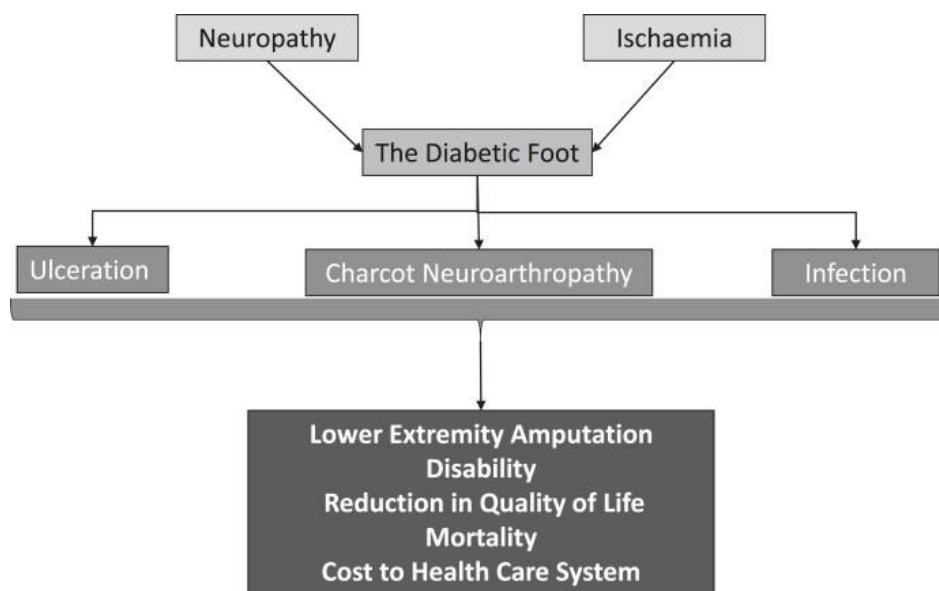 Neuropathy
Ischaemia
The Diabetic Foot
Ulceration
Charcot Neuroarthropathy
Infection
Lower Extremity Amputation
Disability
Reduction in Quality of Life
Mortality
Cost to Health Care System